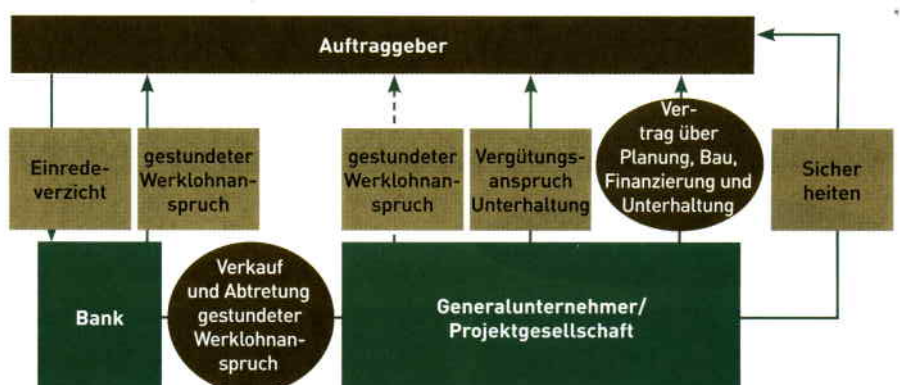 Auftraggeber
Einrede-
verzicht
gestundeter
Werklohnan-
spruch
gestundeter
Werklohnan-
spruch
Vergütungs-
anspruch
Unterhaltung
Ver-
trag über
Planung, Bau,
Finanzierung und
Unterhaltung
Sicher
heiten
Bank
Verkauf
und Abtretung
gestundeter
Werklohnan-
spruch
Generalunternehmer/
Projektgesellschaft